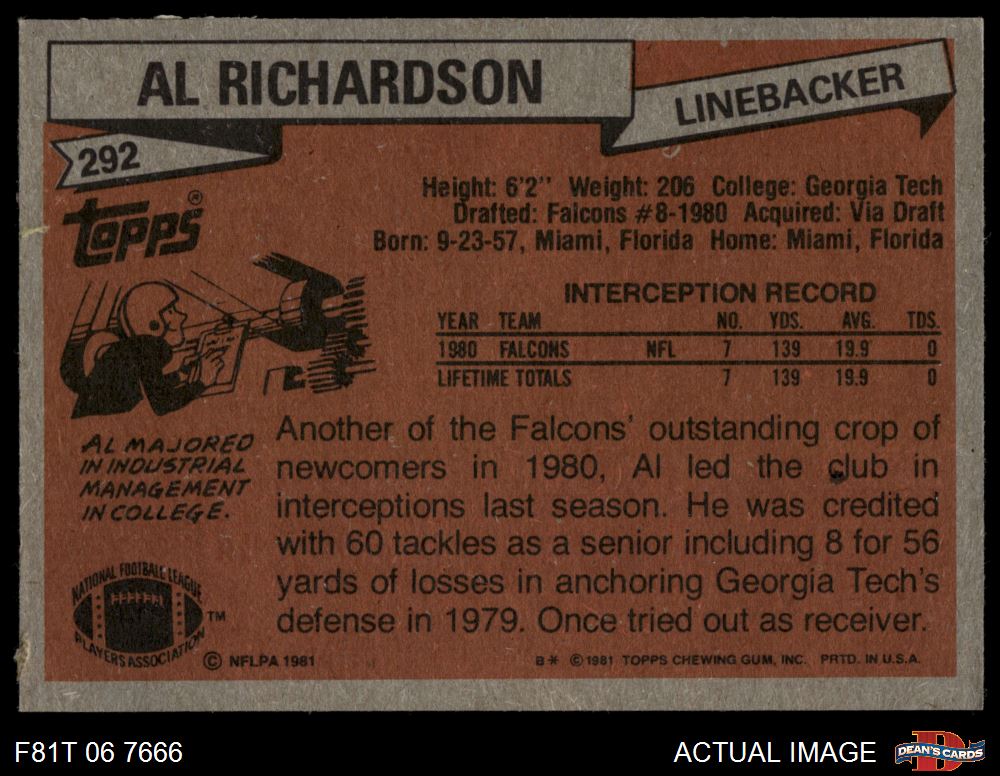 AL RICHARDSON
LINEBACKER
292
TOPPS®
Height: 6'2" Weight: 206 College: Georgia Tech
Drafted: Falcons #8-1980 Acquired: Via Draft
Born: 9-23-57, Miami, Florida Home: Miami, Florida
INTERCEPTION RECORD
YEAR TEAM NO. YDS. AVG. TDS.
1980 FALCONS NFL 7 139 19.9 0
LIFETIME TOTALS 7 139 19.9 0
AL MAJORED
IN INDUSTRIAL
MANAGEMENT
IN COLLEGE.
Another of the Falcons' outstanding crop of
newcomers in 1980, Al led the club in
interceptions last season. He was credited
with 60 tackles as a senior including 8 for 56
yards of losses in anchoring Georgia Tech's
defense in 1979. Once tried out as receiver.
NATIONAL FOOTBALL LEAGUE
PLAYERS ASSOCIATION
TM
© NFLPA 1981
B* ©1981 TOPPS CHEWING GUM, INC. PRTD. IN U.S.A.
F81T 06 7666
ACTUAL IMAGE
DEAN'S CARDS